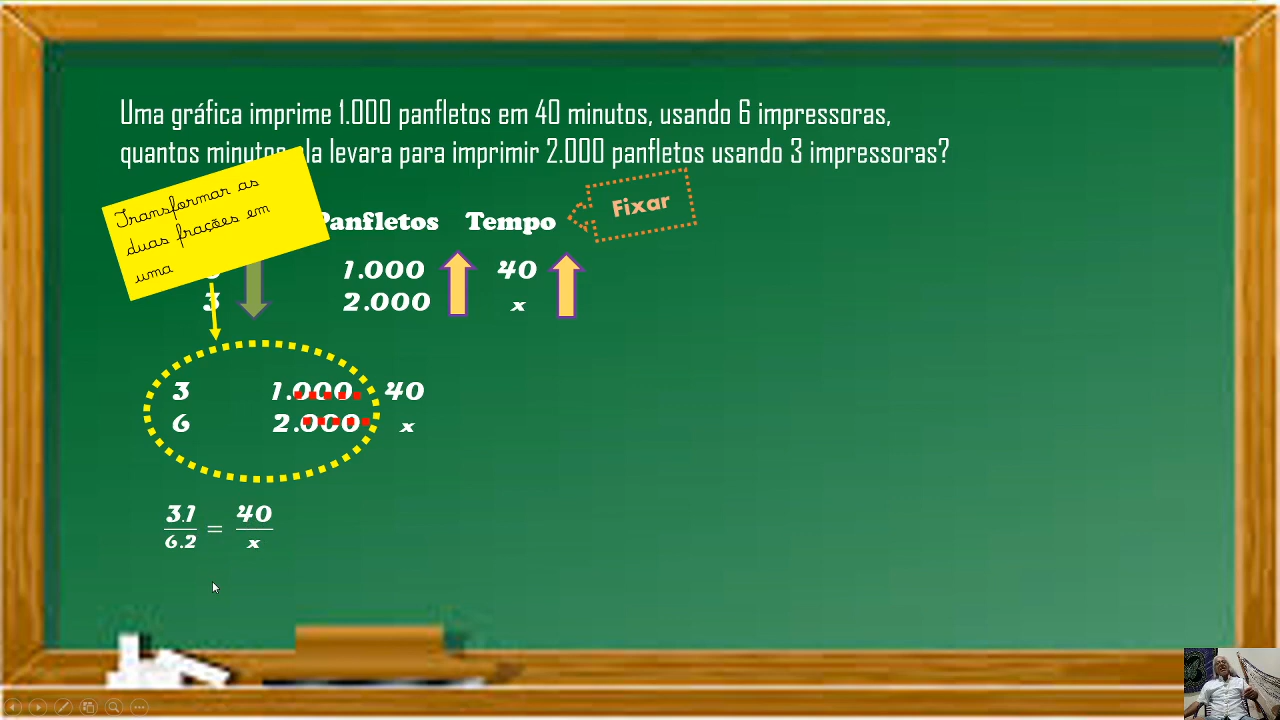 Uma gráfica imprime 1.000 panfletos em 40 minutos, usando 6 impressoras,
quantos minutos ela levara para imprimir 2.000 panfletos usando 3 impressoras?
Transformar as
duas frações em
uma
Panfletos Tempo
Fixar
1.000 40
3 2.000 x
3 1.000 40
6 2.000 x
3.1 = 40
6.2 x